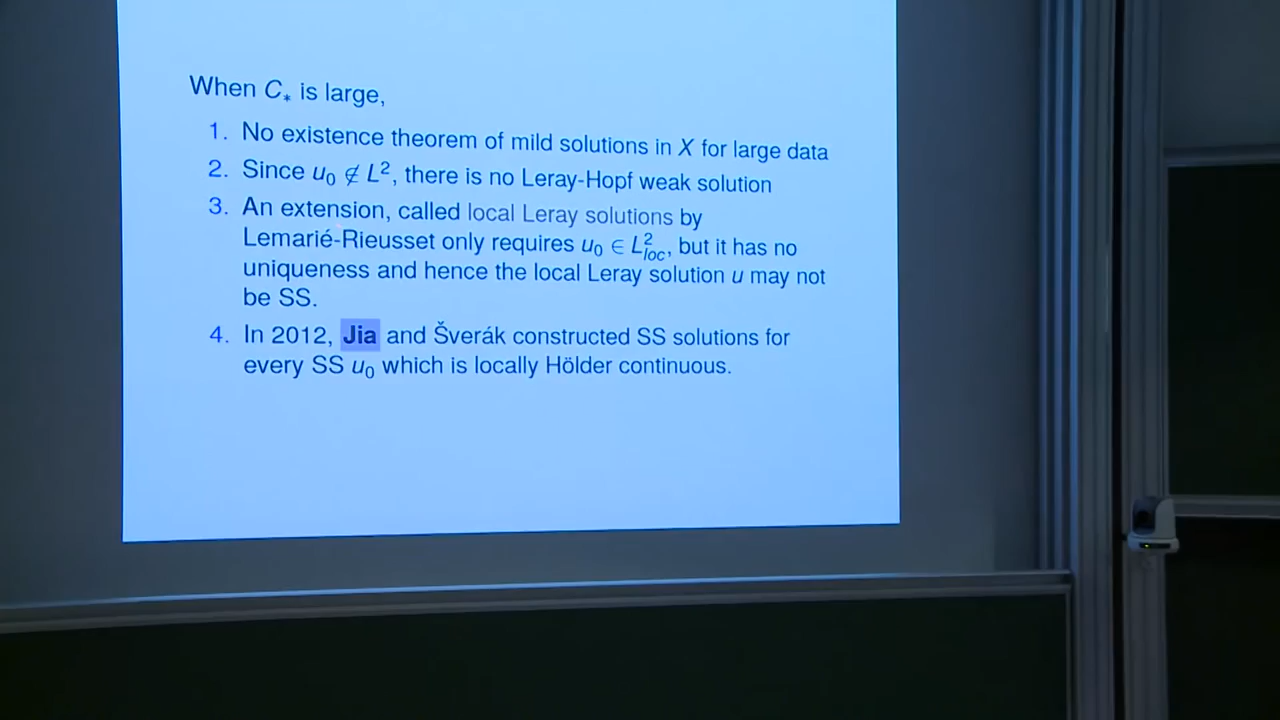 When C* is large,
1. No existence theorem of mild solutions in X for large data
2. Since u₀ ∉ L², there is no Leray-Hopf weak solution
3. An extension, called local Leray solutions by
Lemarié-Rieusset only requires u₀ ∈ L²_loc, but it has no
uniqueness and hence the local Leray solution u may not
be SS.
4. In 2012, Jia and Šverák constructed SS solutions for
every SS u₀ which is locally Hölder continuous.